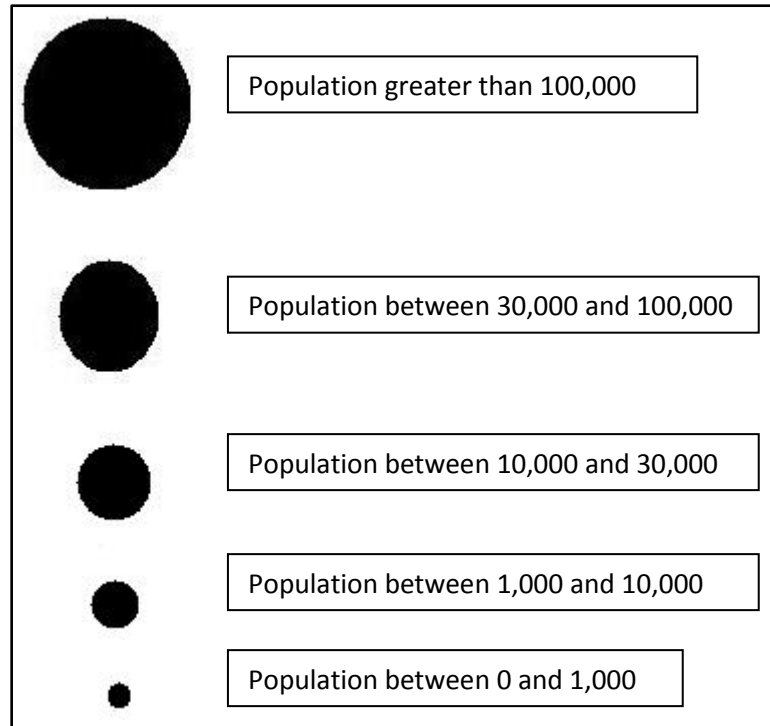 Population greater than 100,000
Population between 30,000 and 100,000
Population between 10,000 and 30,000
Population between 1,000 and 10,000
Population between 0 and 1,000